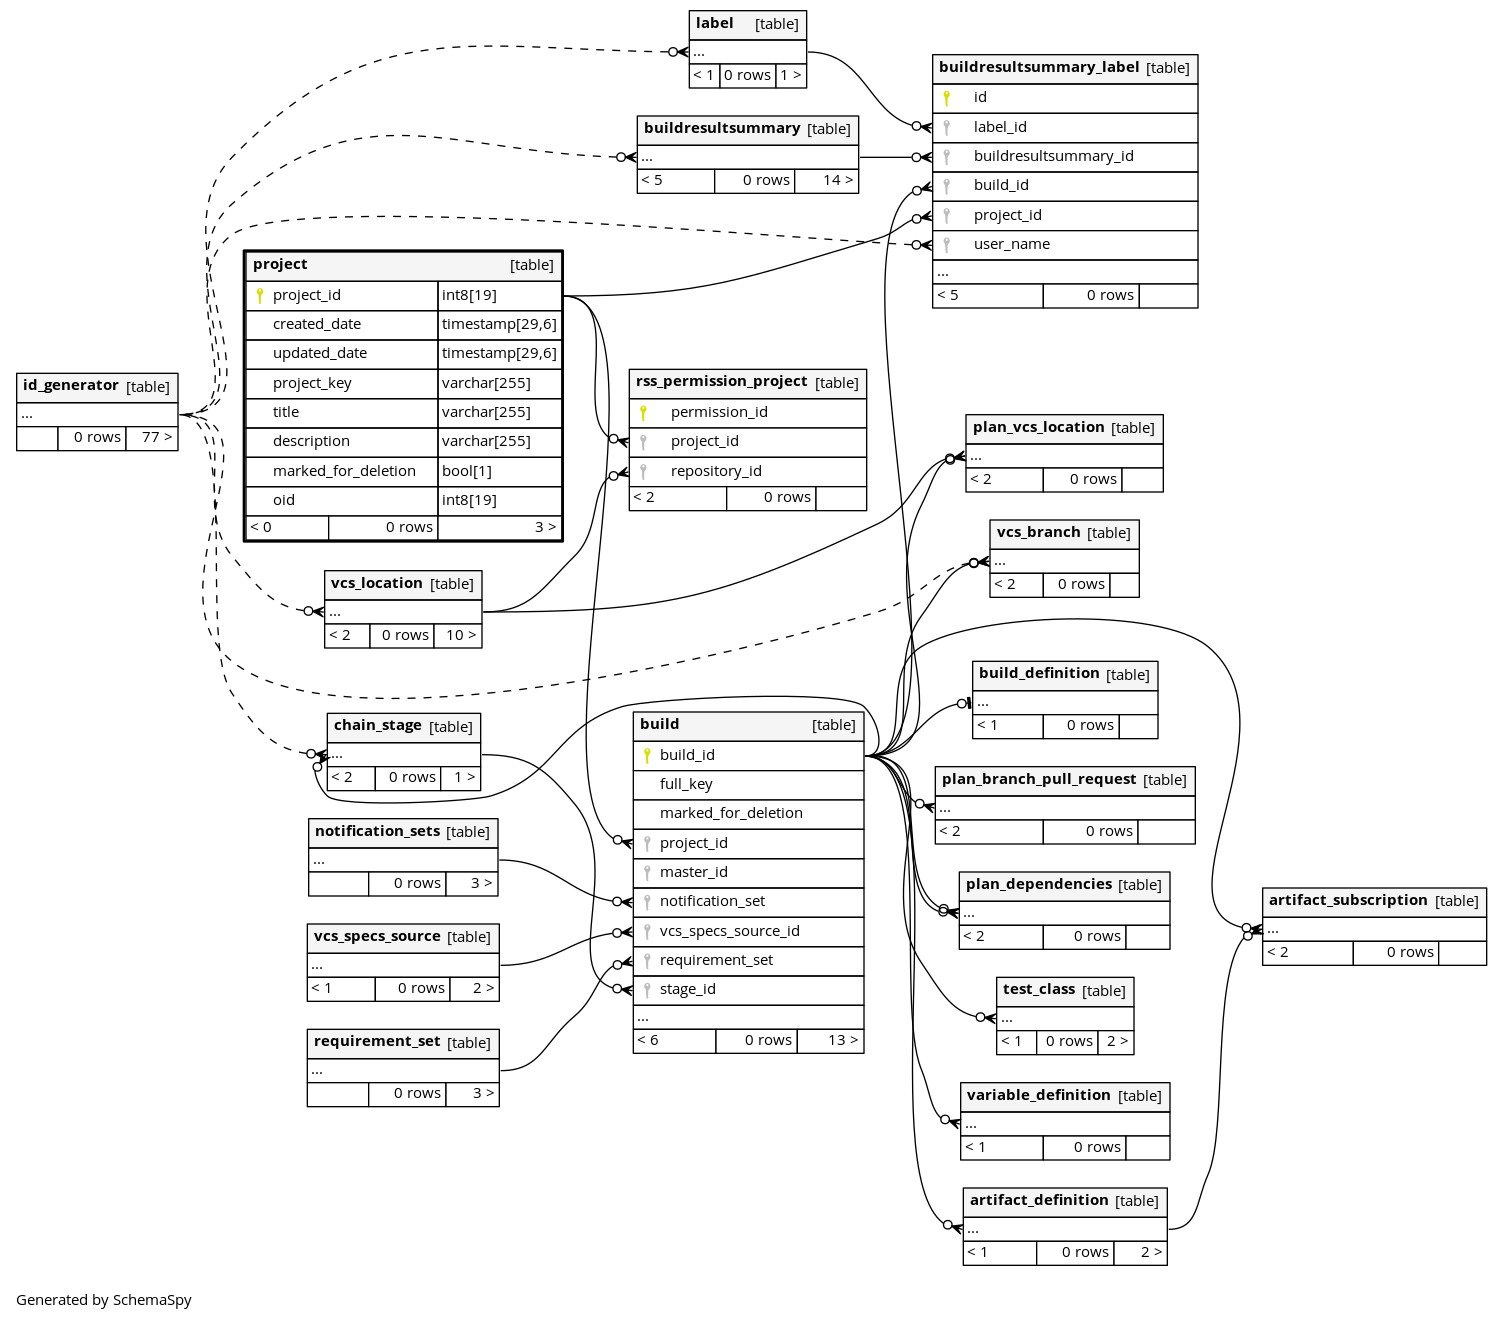 label [table]
...
< 1 0 rows 1 >
buildresultsummary_label [table]
id
label_id
buildresultsummary_id
build_id
project_id
user_name
...
< 5 0 rows
buildresultsummary [table]
...
< 5 0 rows 14 >
project [table]
project_id int8[19]
created_date timestamp[29,6]
updated_date timestamp[29,6]
project_key varchar[255]
title varchar[255]
description varchar[255]
marked_for_deletion bool[1]
oid int8[19]
< 0 0 rows 3 >
id_generator [table]
...
0 rows 77 >
rss_permission_project [table]
permission_id
project_id
repository_id
< 2 0 rows
plan_vcs_location [table]
...
< 2 0 rows
vcs_branch [table]
...
< 2 0 rows
vcs_location [table]
...
< 2 0 rows 10 >
build_definition [table]
...
< 1 0 rows
chain_stage [table]
...
< 2 0 rows 1 >
build [table]
build_id
full_key
marked_for_deletion
project_id
master_id
notification_set
vcs_specs_source_id
requirement_set
stage_id
...
< 6 0 rows 13 >
plan_branch_pull_request [table]
...
< 2 0 rows
notification_sets [table]
...
0 rows 3 >
plan_dependencies [table]
...
< 2 0 rows
artifact_subscription [table]
...
< 2 0 rows
vcs_specs_source [table]
...
< 1 0 rows 2 >
test_class [table]
...
< 1 0 rows 2 >
requirement_set [table]
...
0 rows 3 >
variable_definition [table]
...
< 1 0 rows
artifact_definition [table]
...
< 1 0 rows 2 >
Generated by SchemaSpy